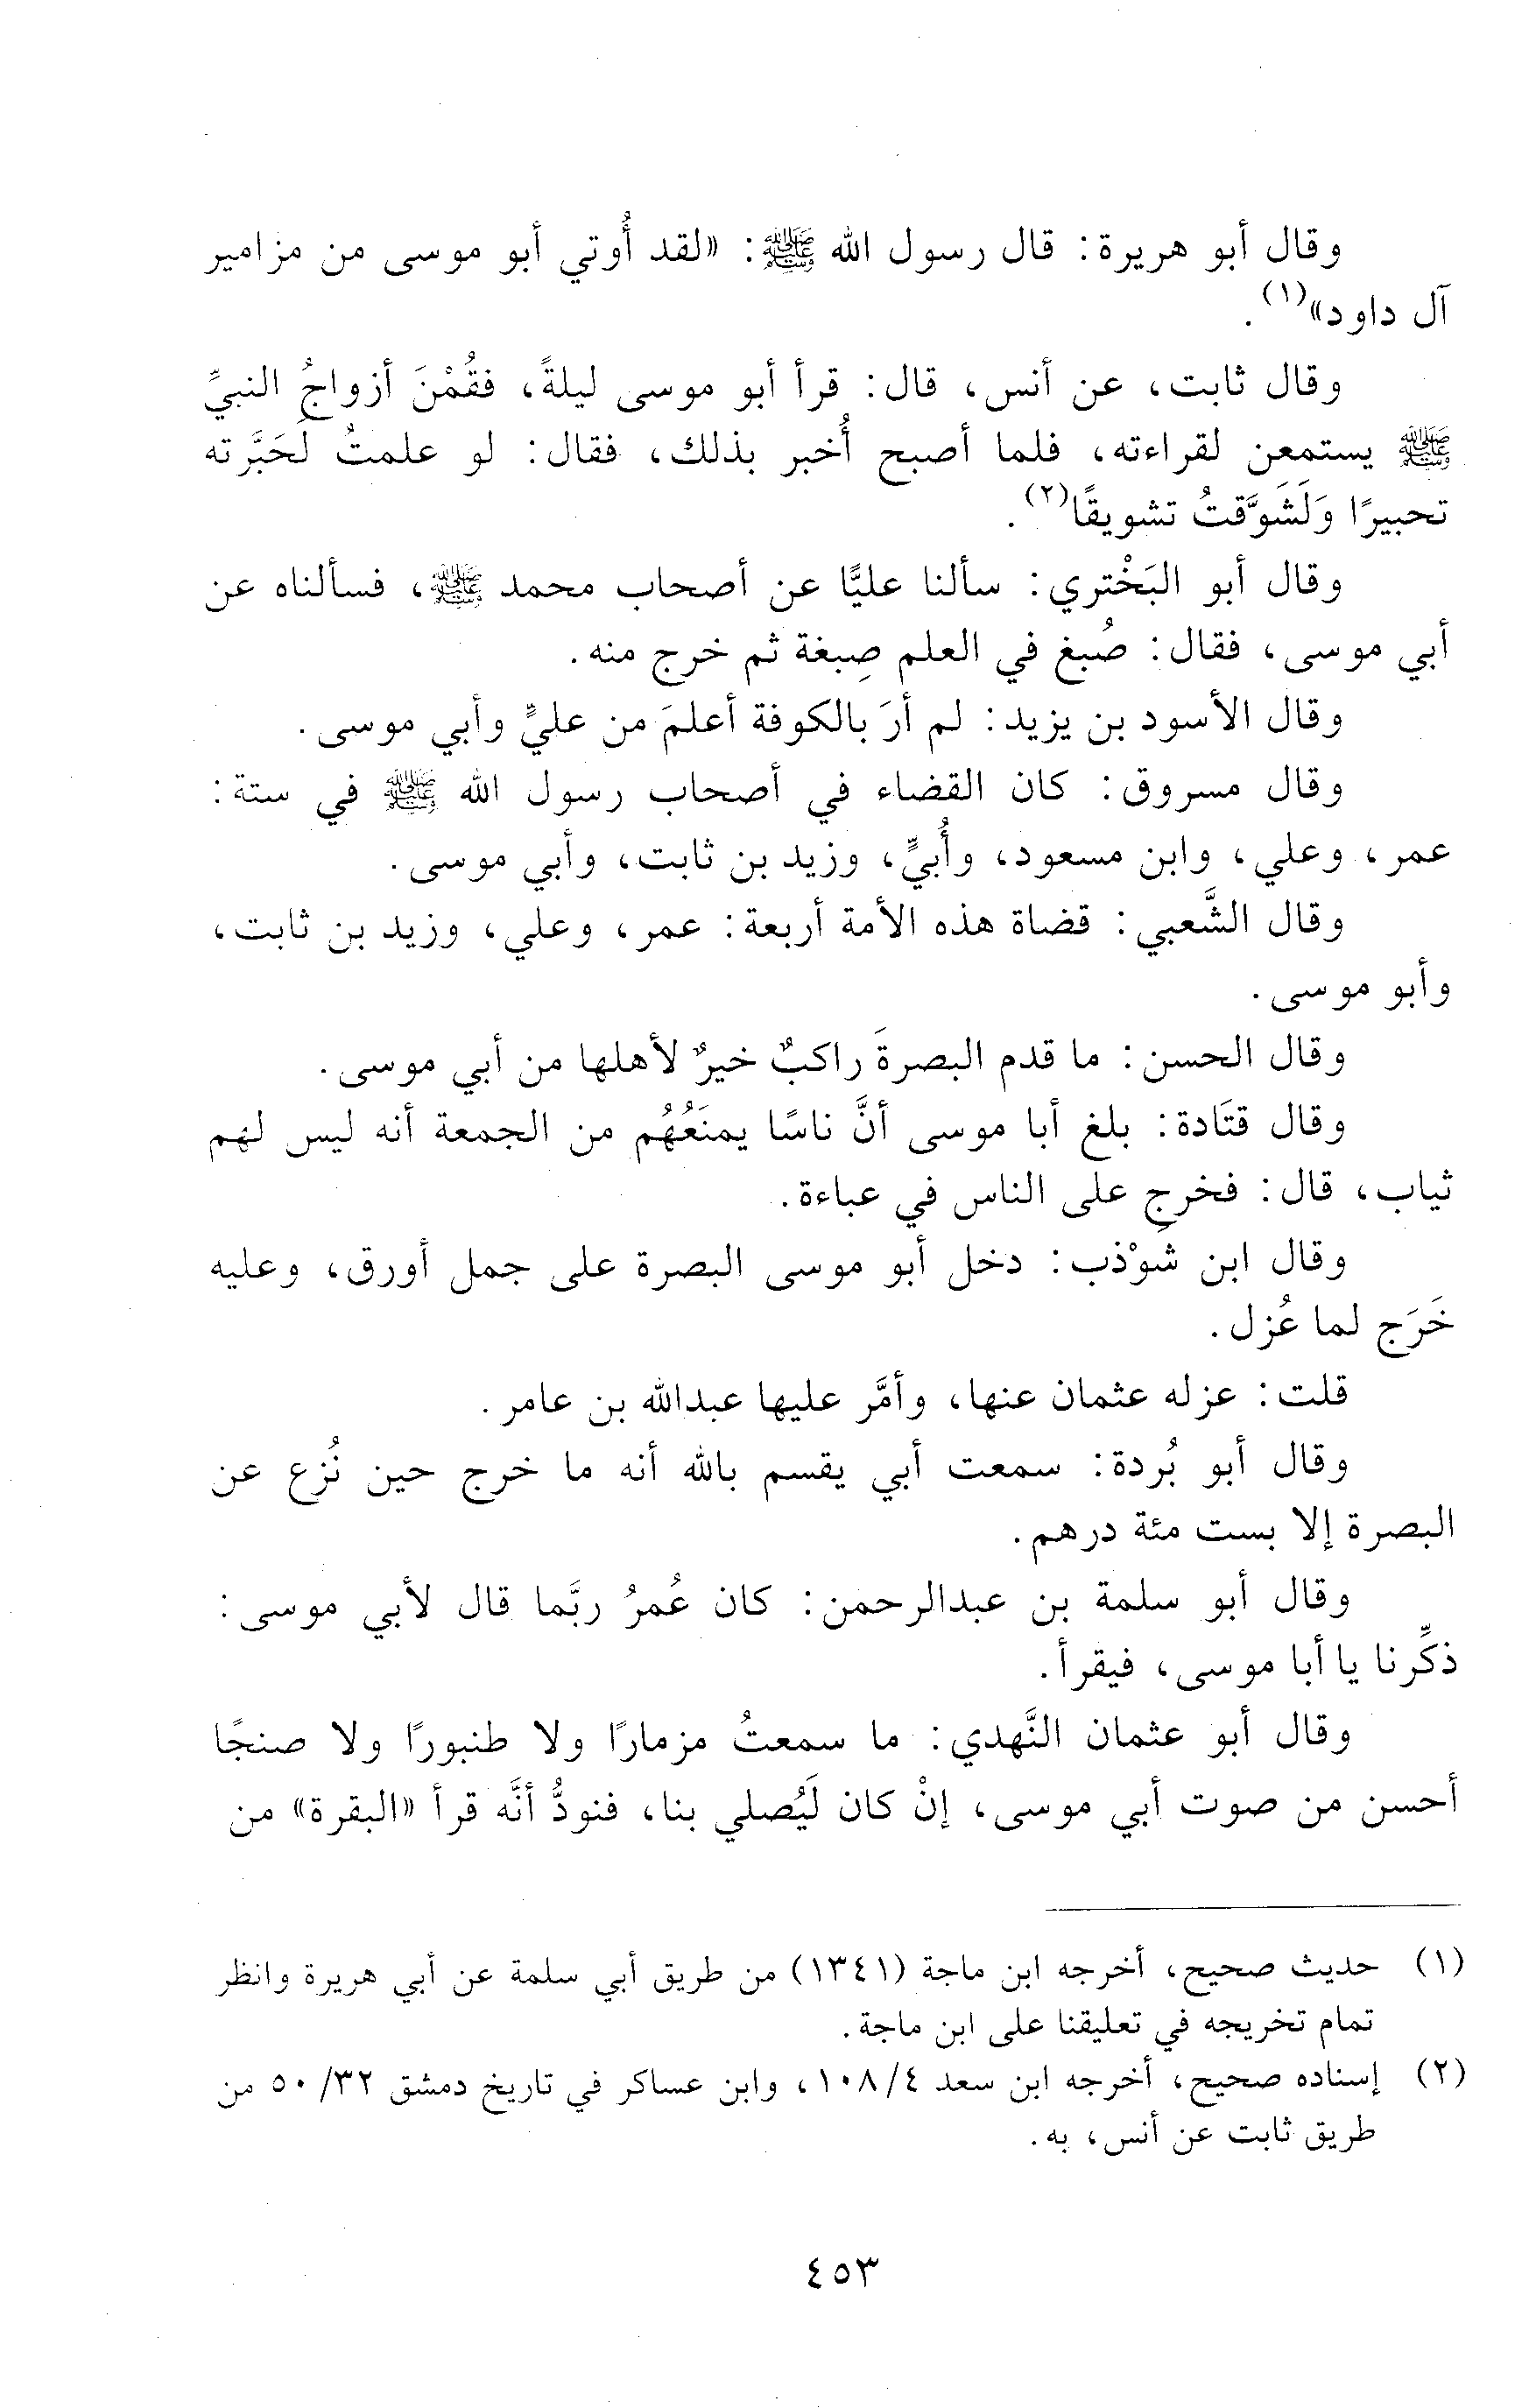 وقال أبو هريرة: قال رسول الله ﷺ: «لقد أُوتي أبو موسى من مزامير
آل داود»(١).
وقال ثابت، عن أنس، قال: قرأ أبو موسى ليلةً، فقُمْنَ أزواجُ النبيِّ
ﷺ يستمعن لقراءته، فلما أصبح أُخبر بذلك، فقال: لو علمتُ لَحَبَّرته
تحبيرًا وَلَشَوَّقتُ تشويقًا(٢).
وقال أبو البَخْتري: سألنا عليًّا عن أصحاب محمد ﷺ، فسألناه عن
أبي موسى، فقال: صُبغ في العلم صِبغة ثم خرج منه.
وقال الأسود بن يزيد: لم أرَ بالكوفة أعلمَ من عليٍّ وأبي موسى.
وقال مسروق: كان القضاء في أصحاب رسول الله ﷺ في ستة:
عمر، وعلي، وابن مسعود، وأُبيٍّ، وزيد بن ثابت، وأبي موسى.
وقال الشَّعبي: قضاة هذه الأمة أربعة: عمر، وعلي، وزيد بن ثابت،
وأبو موسى.
وقال الحسن: ما قدم البصرةَ راكبٌ خيرٌ لأهلها من أبي موسى.
وقال قتَادة: بلغ أبا موسى أنَّ ناسًا يمنَعُهُم من الجمعة أنه ليس لهم
ثياب، قال: فخرج على الناس في عباءة.
وقال ابن شوْذب: دخل أبو موسى البصرة على جمل أورق، وعليه
خَرَج لما عُزل.
قلت: عزله عثمان عنها، وأمَّر عليها عبدالله بن عامر.
وقال أبو بُردة: سمعت أبي يقسم بالله أنه ما خرج حين نُزع عن
البصرة إلا بست مئة درهم.
وقال أبو سلمة بن عبدالرحمن: كان عُمرُ ربَّما قال لأبي موسى:
ذكِّرنا يا أبا موسى، فيقرأ.
وقال أبو عثمان النَّهدي: ما سمعتُ مزمارًا ولا طنبورًا ولا صنجًا
أحسن من صوت أبي موسى، إنْ كان لَيُصلي بنا، فنودُّ أنَّه قرأ «البقرة» من
(١) حديث صحيح، أخرجه ابن ماجة (١٣٤١) من طريق أبي سلمة عن أبي هريرة وانظر
تمام تخريجه في تعليقنا على ابن ماجة.
(٢) إسناده صحيح، أخرجه ابن سعد ١٠٨/٤، وابن عساكر في تاريخ دمشق ٣٢/ ٥٠ من
طريق ثابت عن أنس، به.
٤٥٣